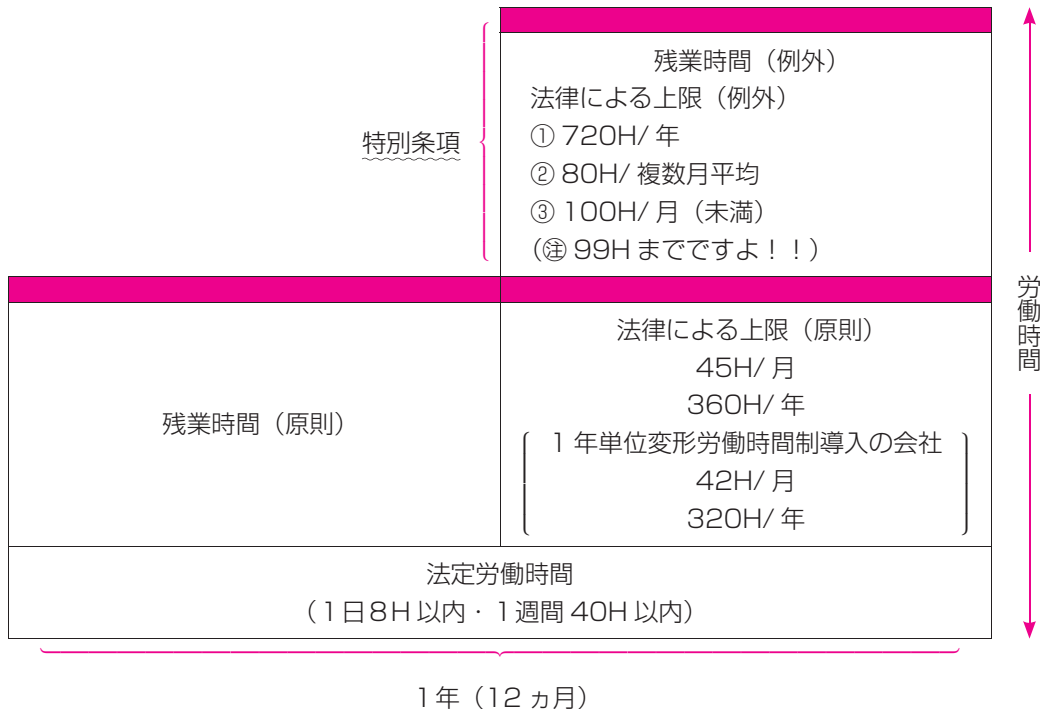 残業時間（例外）
法律による上限（例外）
① 720H/ 年
② 80H/ 複数月平均
③ 100H/ 月（未満）
（㊟ 99H までですよ！！）
特別条項
労働時間
残業時間（原則）
法律による上限（原則）
45H/ 月
360H/ 年
1 年単位変形労働時間制導入の会社
42H/ 月
320H/ 年
法定労働時間
（１日８H 以内・１週間 40H 以内）
1 年（12 ヵ月）